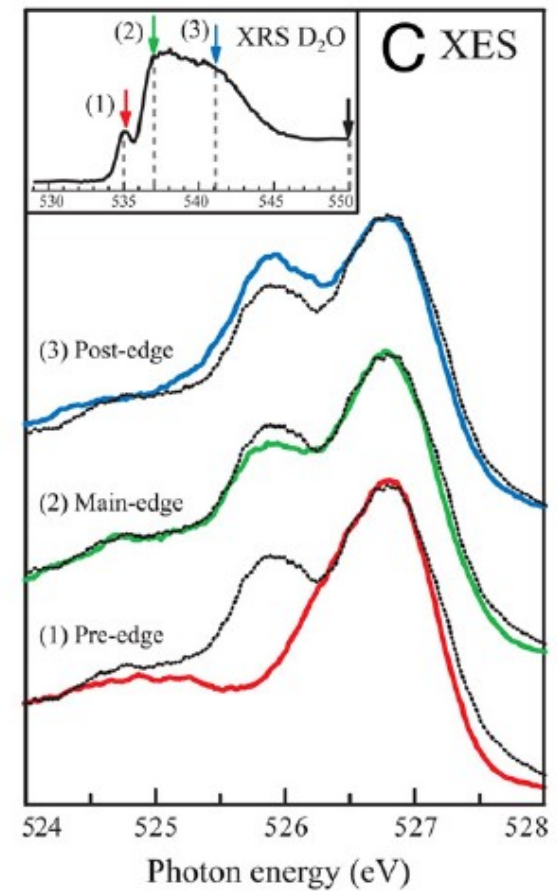 (2) (3) XRS D₂O
(1)
530 535 540 545 550
C XES
(3) Post-edge
(2) Main-edge
(1) Pre-edge
524 525 526 527 528
Photon energy (eV)